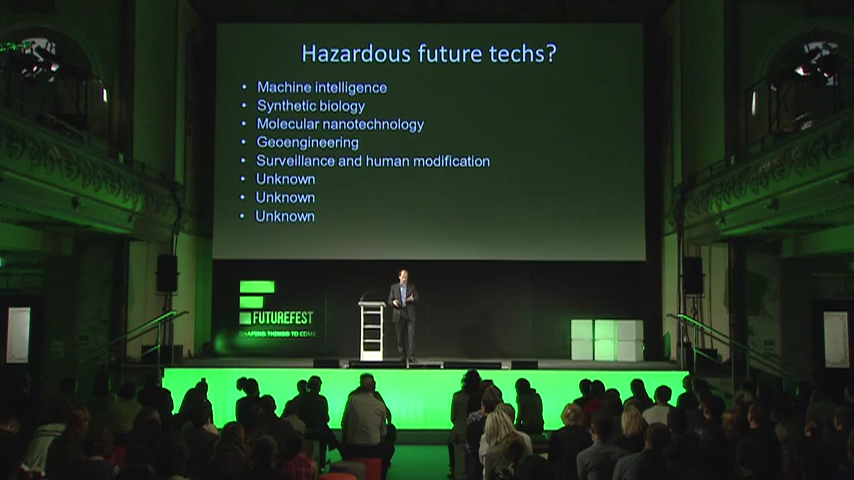 Hazardous future techs?
• Machine intelligence
• Synthetic biology
• Molecular nanotechnology
• Geoengineering
• Surveillance and human modification
• Unknown
• Unknown
• Unknown
FUTUREFEST
SHAPING THINGS TO COME